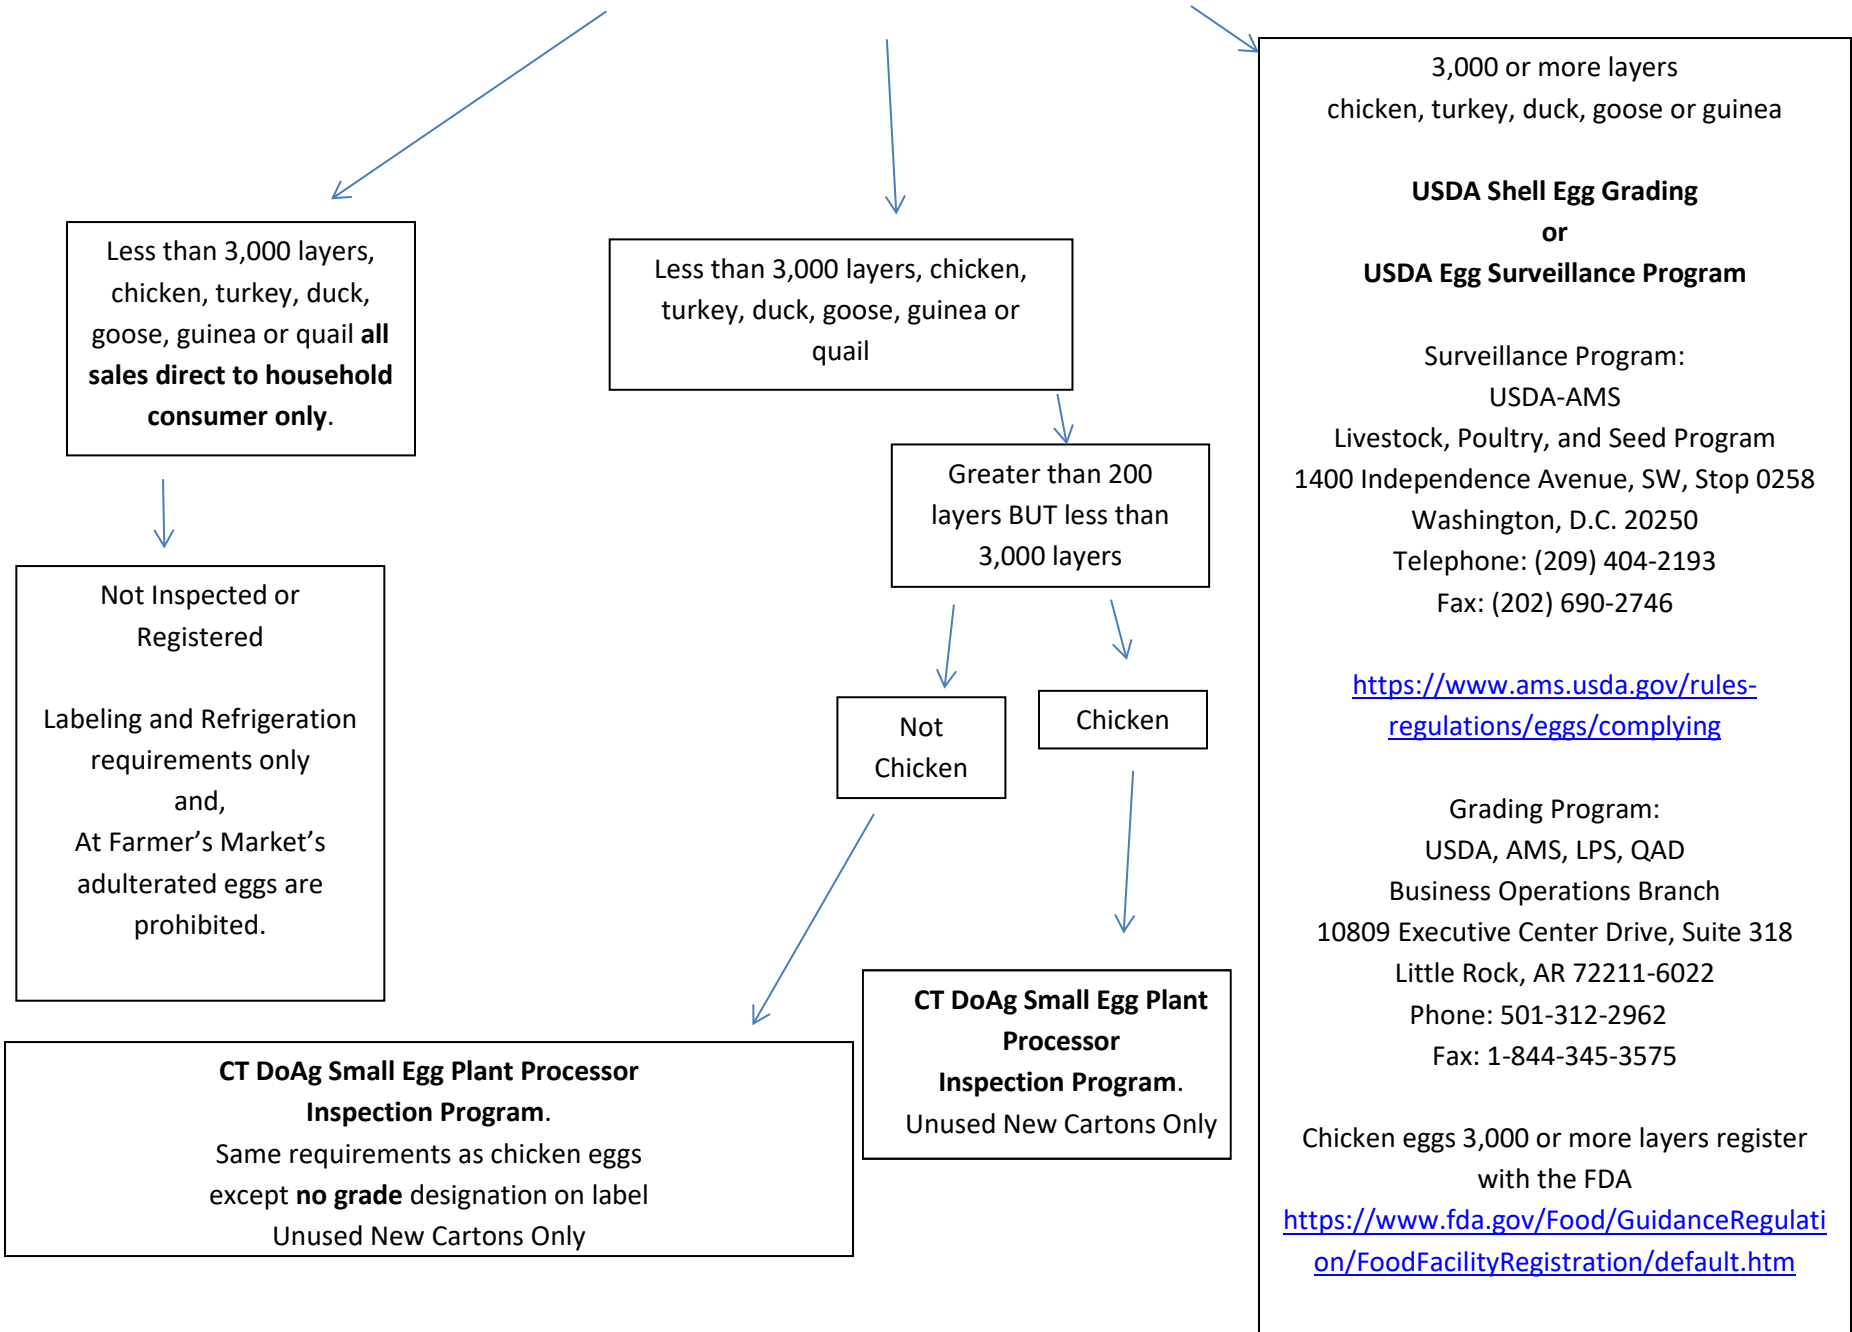 Less than 3,000 layers,
chicken, turkey, duck,
goose, guinea or quail all
sales direct to household
consumer only.
Not Inspected or
Registered
Labeling and Refrigeration
requirements only
and,
At Farmer’s Market’s
adulterated eggs are
prohibited.
Less than 3,000 layers, chicken,
turkey, duck, goose, guinea or
quail
Greater than 200
layers BUT less than
3,000 layers
Not
Chicken
Chicken
CT DoAg Small Egg Plant Processor
Inspection Program.
Same requirements as chicken eggs
except no grade designation on label
Unused New Cartons Only
CT DoAg Small Egg Plant
Processor
Inspection Program.
Unused New Cartons Only
3,000 or more layers
chicken, turkey, duck, goose or guinea
USDA Shell Egg Grading
or
USDA Egg Surveillance Program
Surveillance Program:
USDA-AMS
Livestock, Poultry, and Seed Program
1400 Independence Avenue, SW, Stop 0258
Washington, D.C. 20250
Telephone: (209) 404-2193
Fax: (202) 690-2746
https://www.ams.usda.gov/rules-
regulations/eggs/complying
Grading Program:
USDA, AMS, LPS, QAD
Business Operations Branch
10809 Executive Center Drive, Suite 318
Little Rock, AR 72211-6022
Phone: 501-312-2962
Fax: 1-844-345-3575
Chicken eggs 3,000 or more layers register
with the FDA
https://www.fda.gov/Food/GuidanceRegulati
on/FoodFacilityRegistration/default.htm